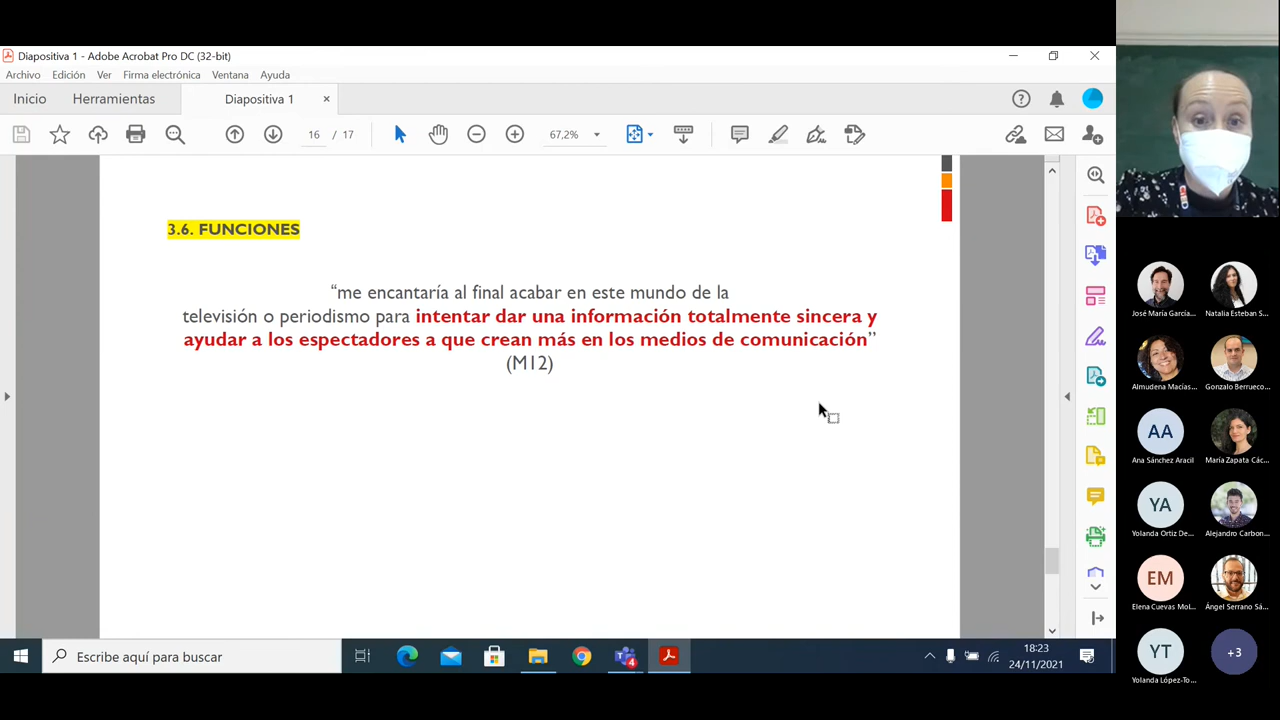 Diapositiva 1 - Adobe Acrobat Pro DC (32-bit)
Archivo Edición Ver Firma electrónica Ventana Ayuda
Inicio Herramientas Diapositiva 1 ×
16 / 17 67,2%
3.6. FUNCIONES
“me encantaría al final acabar en este mundo de la
televisión o periodismo para intentar dar una información totalmente sincera y
ayudar a los espectadores a que crean más en los medios de comunicación”
(M12)
José María García...
Natalia Esteban S...
Almudena Macías...
Gonzalo Berrueco...
AA
Ana Sánchez Aracil
María Zapata Các...
YA
Yolanda Ortiz De...
Alejandro Carbon...
EM
Elena Cuevas Mol...
Ángel Serrano Sá...
YT
Yolanda López-To...
+3
Escribe aquí para buscar
4
18:23
24/11/2021